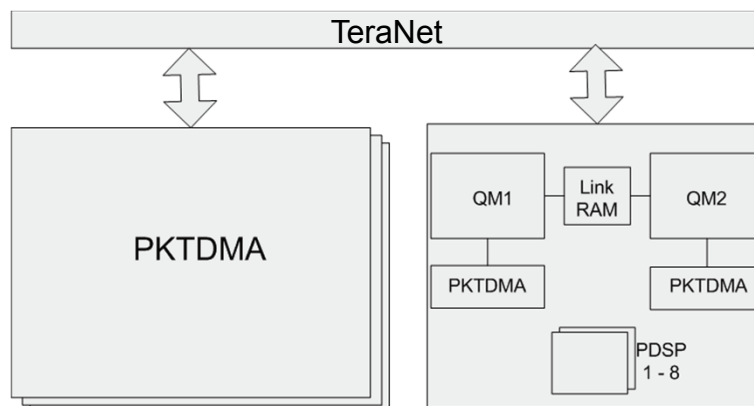 TeraNet
PKTDMA
QM1
Link
RAM
QM2
PKTDMA
PKTDMA
PDSP
1 - 8